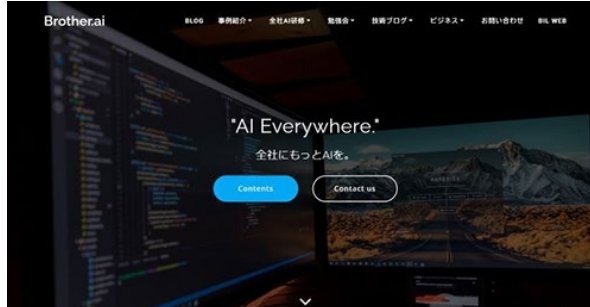 Brother.ai
BLOG 事例紹介 全社AI研修 勉強会 技術ブログ ビジネス お問い合わせ BIL WEB
"AI Everywhere."
全社にもっとAIを。
Contents
Contact us